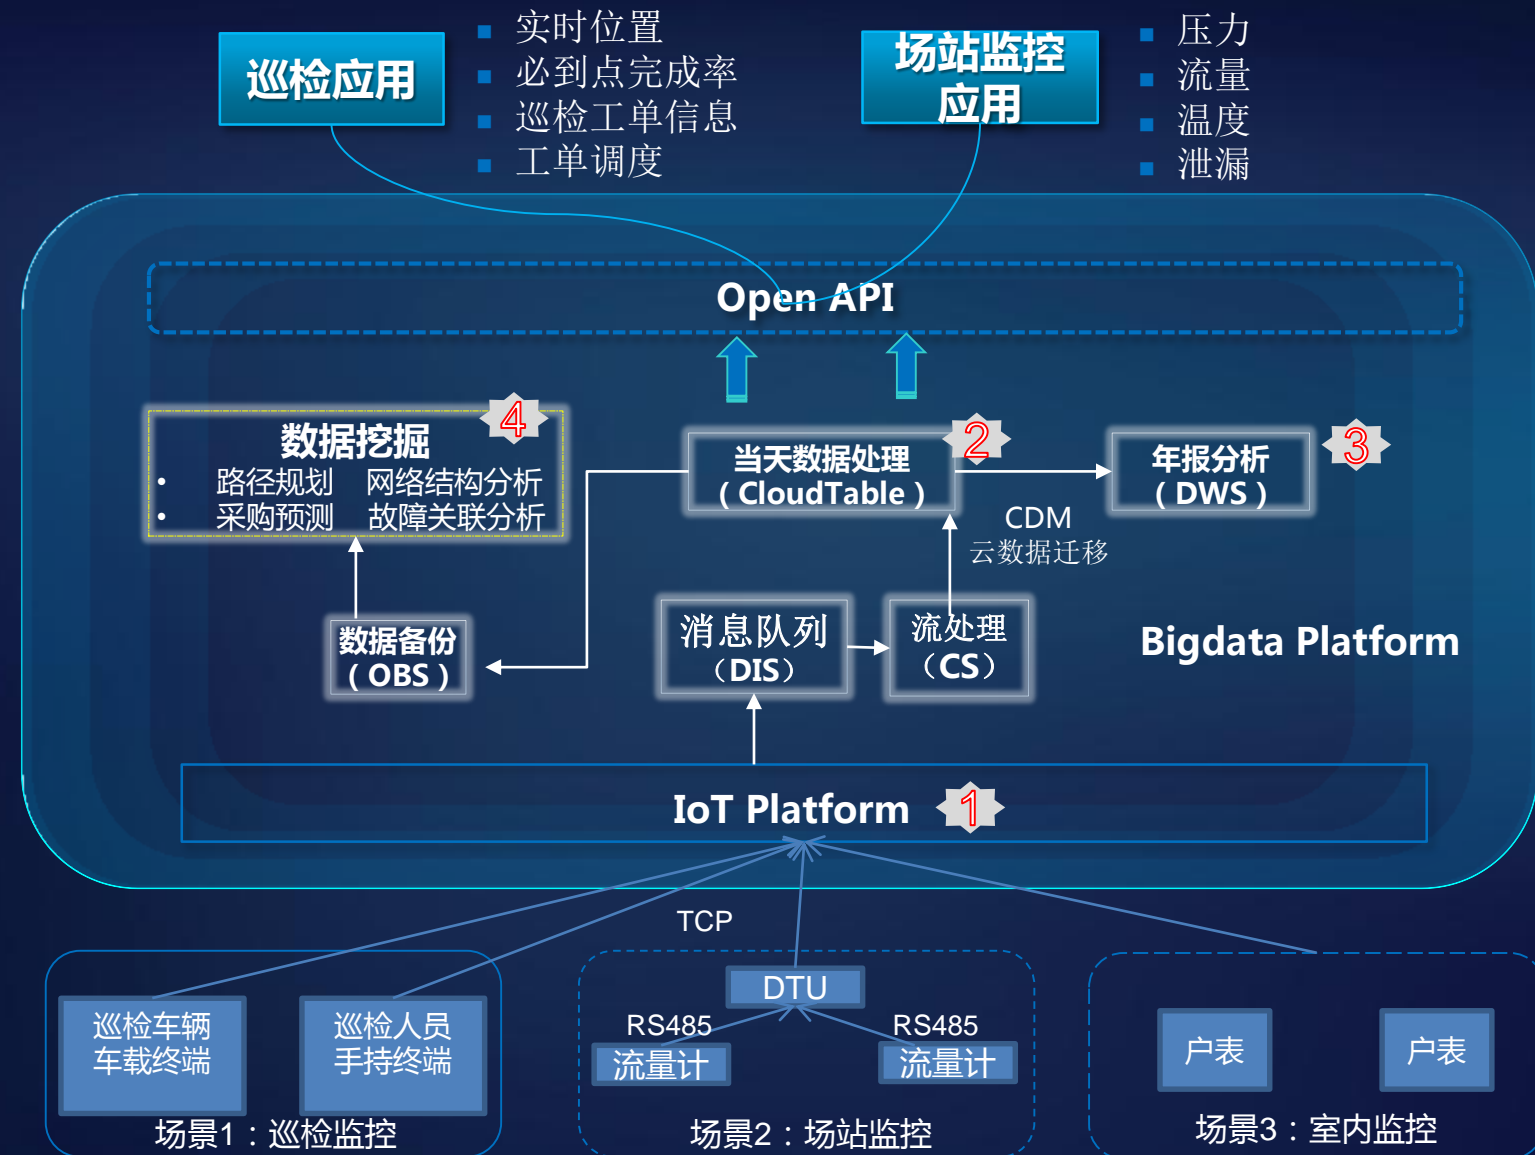 巡检应用
实时位置
必到点完成率
巡检工单信息
工单调度
场站监控
应用
压力
流量
温度
泄漏
Open API
4
数据挖掘
• 路径规划 网络结构分析
• 采购预测 故障关联分析
2
当天数据处理
（CloudTable）
3
年报分析
（DWS）
CDM
云数据迁移
数据备份
（OBS）
消息队列
（DIS）
流处理
（CS）
Bigdata Platform
IoT Platform
1
TCP
巡检车辆
车载终端
巡检人员
手持终端
场景1：巡检监控
DTU
RS485
RS485
流量计
流量计
场景2：场站监控
户表
户表
场景3：室内监控